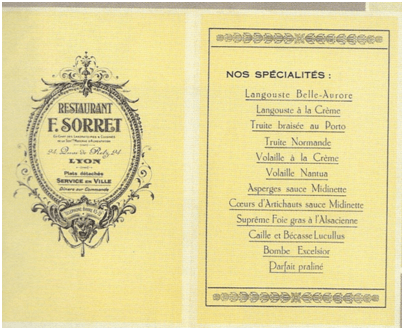 RESTAURANT
F. SORRET
LYON
Plats détachés
SERVICE EN VILLE
Dîners sur Commande
NOS SPÉCIALITÉS :
Langouste Belle-Aurore
Langouste à la Crème
Truite braisée au Porto
Truite Normande
Volaille à la Crème
Volaille Nantua
Asperges sauce Midinette
Cœurs d'Artichauts sauce Midinette
Suprême Foie gras à l'Alsacienne
Caille et Bécasse Lucullus
Bombe Excelsior
Parfait praliné